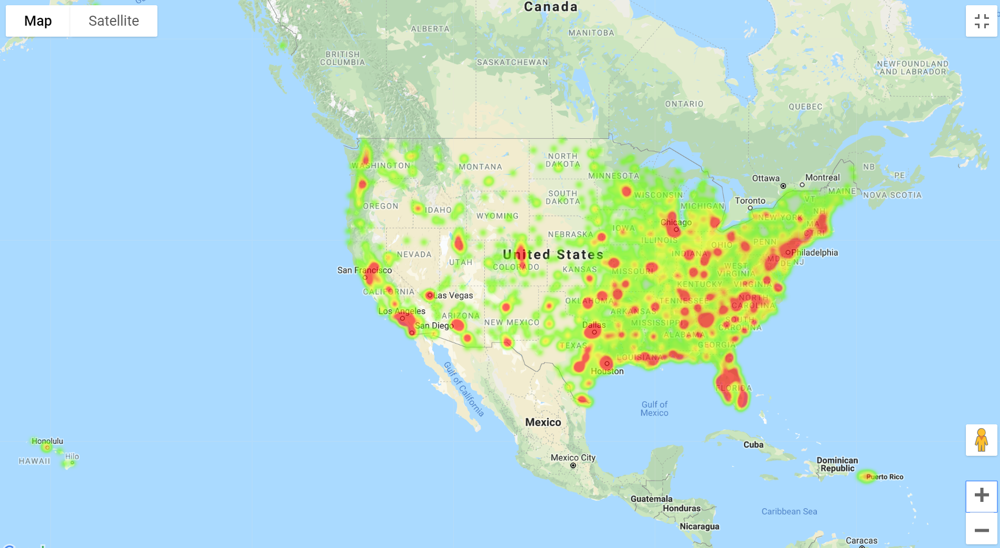 Map
Satellite
Canada
ALBERTA
MANITOBA
BRITISH
COLUMBIA
SASKATCHEWAN
NEWFOUNDLAND
AND LABRADOR
ONTARIO
QUEBEC
WASHINGTON
MONTANA
NORTH
DAKOTA
MINNESOTA
Ottawa
Montreal
NB
PE
NOVA SCOTIA
MAINE
VT
NH
SOUTH
DAKOTA
WISCONSIN
MICHIGAN
Toronto
OREGON
IDAHO
WYOMING
NEW YORK
MA
CT RI
Chicago
IOWA
NEBRASKA
ILLINOIS
OHIO
PENN
INDIANA
Philadelphia
MD
DE
NJ
NEVADA
UTAH
United States
COLORADO
KANSAS
MISSOURI
WEST
VIRGINIA
San Francisco
CALIFORNIA
KENTUCKY
VIRGINIA
Las Vegas
OKLAHOMA
TENNESSEE
NORTH
CAROLINA
Los Angeles
ARIZONA
NEW MEXICO
ARKANSAS
MISSISSIPPI
SOUTH
CAROLINA
San Diego
Dallas
ALABAMA
GEORGIA
TEXAS
LOUISIANA
Houston
FLORIDA
Gulf of California
Gulf of
Mexico
Mexico
Honolulu
Hilo
HAWAII
Mexico City
Cuba
Dominican
Republic
Puerto Rico
Guatemala
Honduras
Caribbean Sea
Nicaragua
Caracas